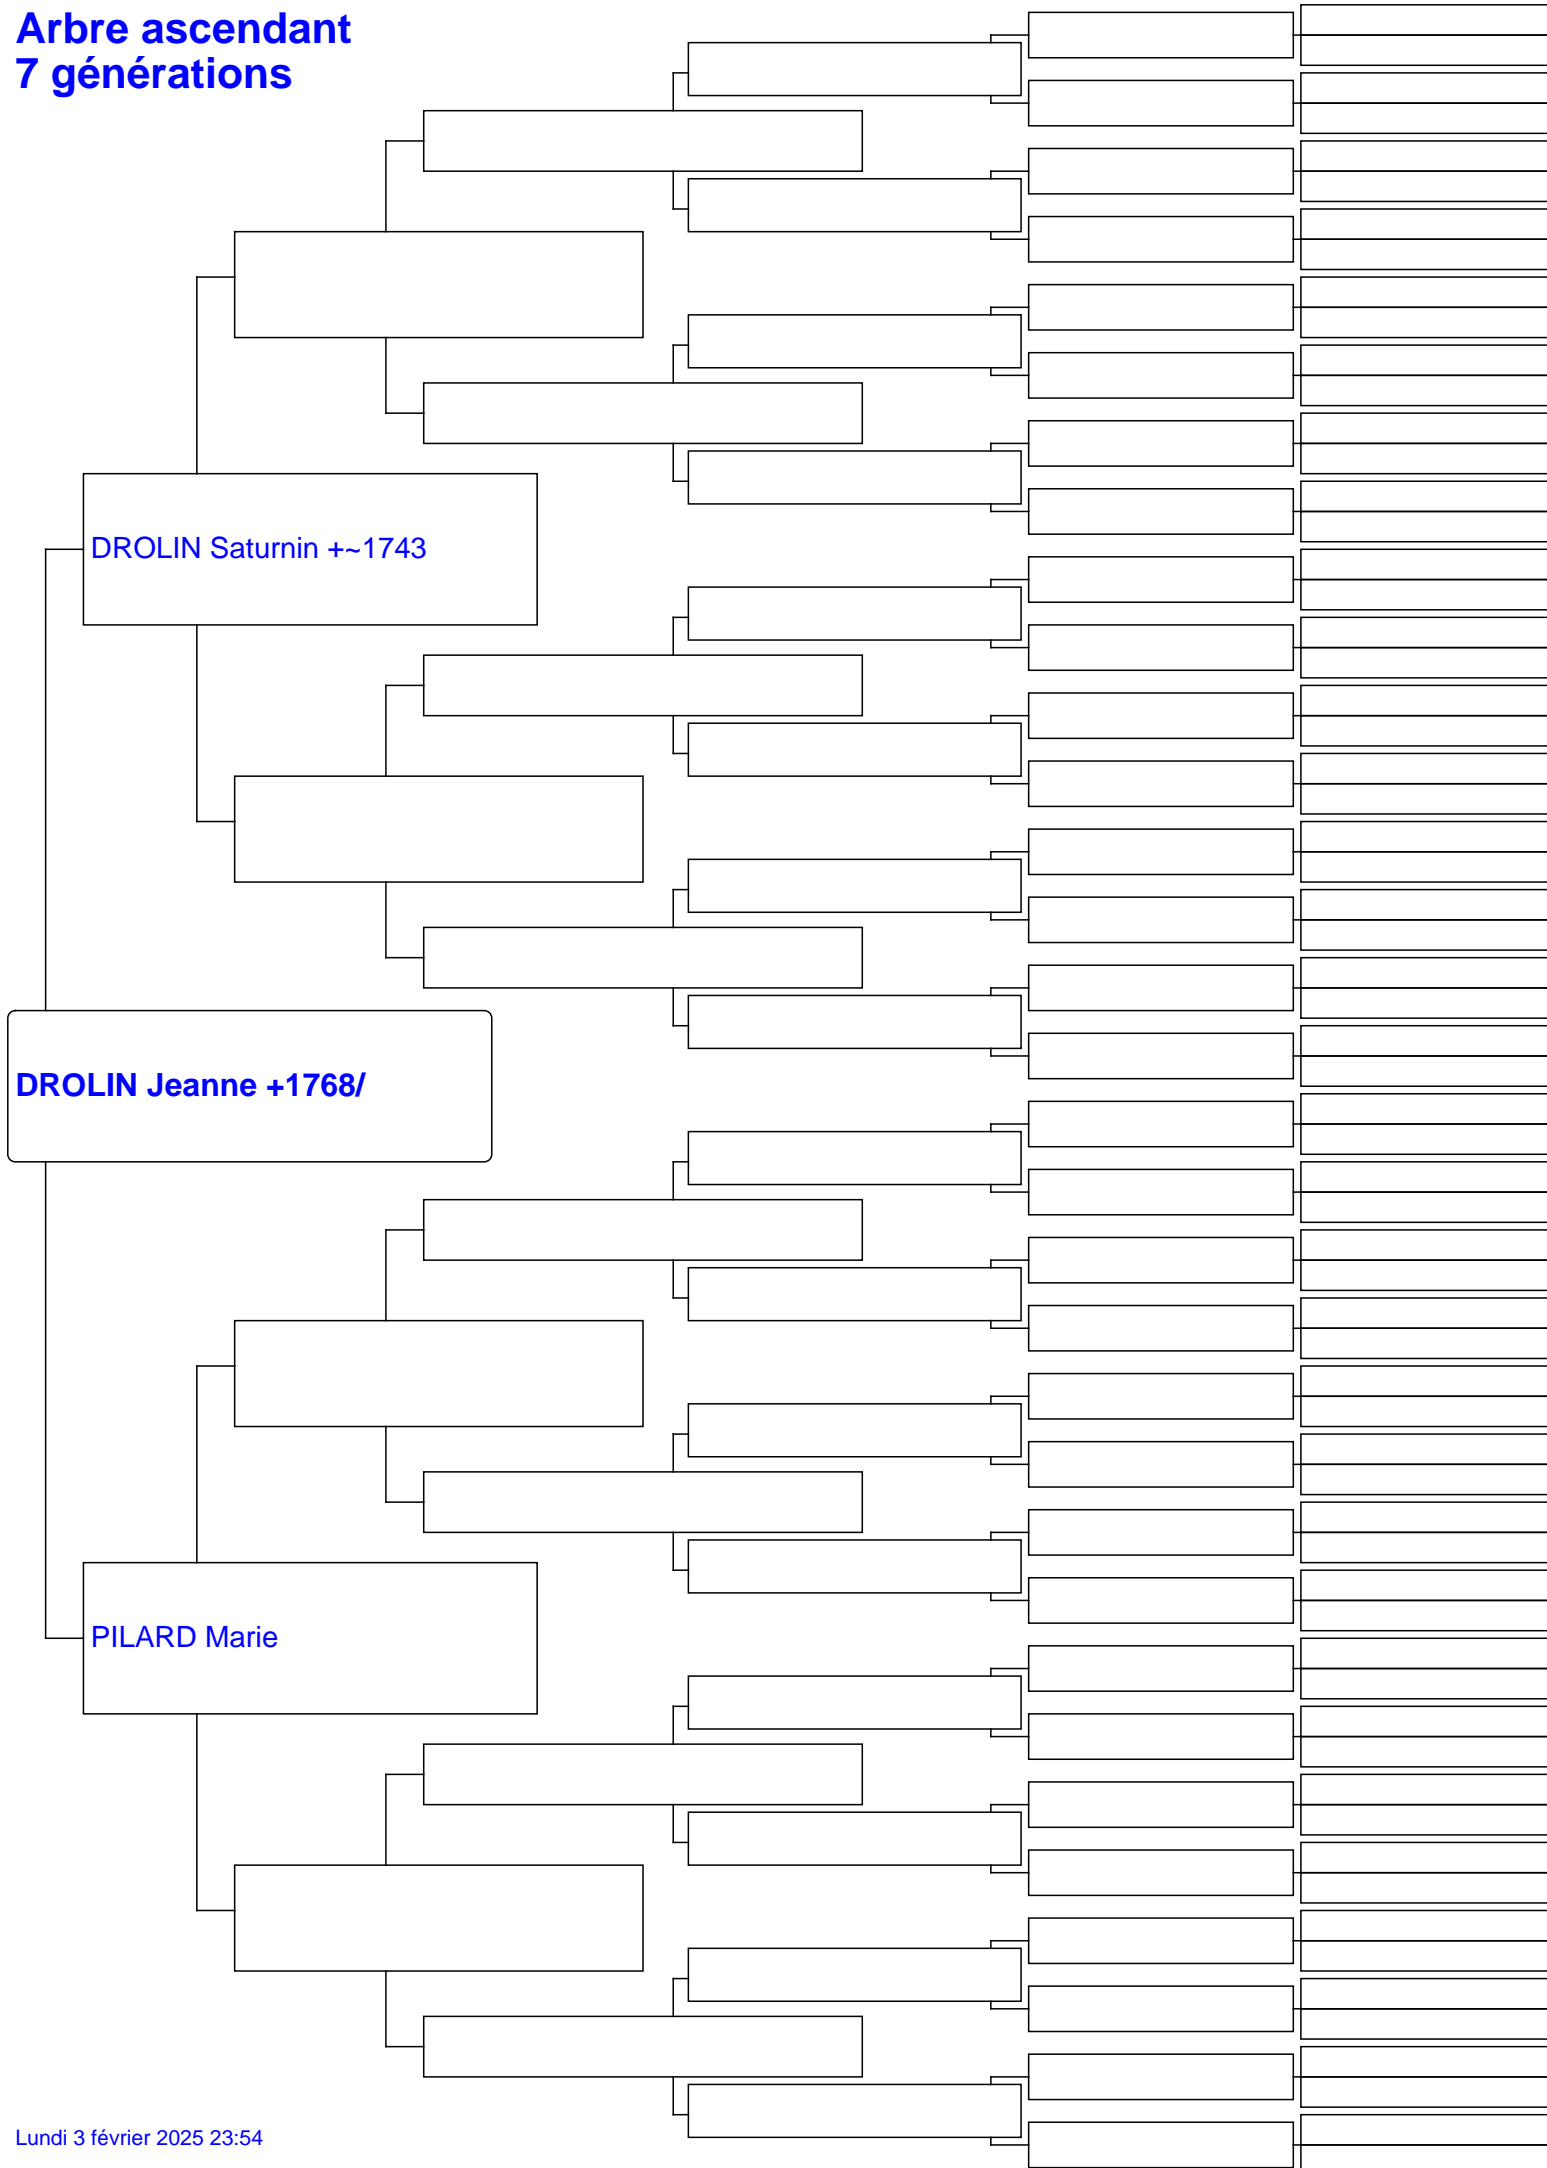 Arbre ascendant
7 générations
DROLIN Saturnin +~1743
DROLIN Jeanne +1768/
PILARD Marie
Lundi 3 février 2025 23:54